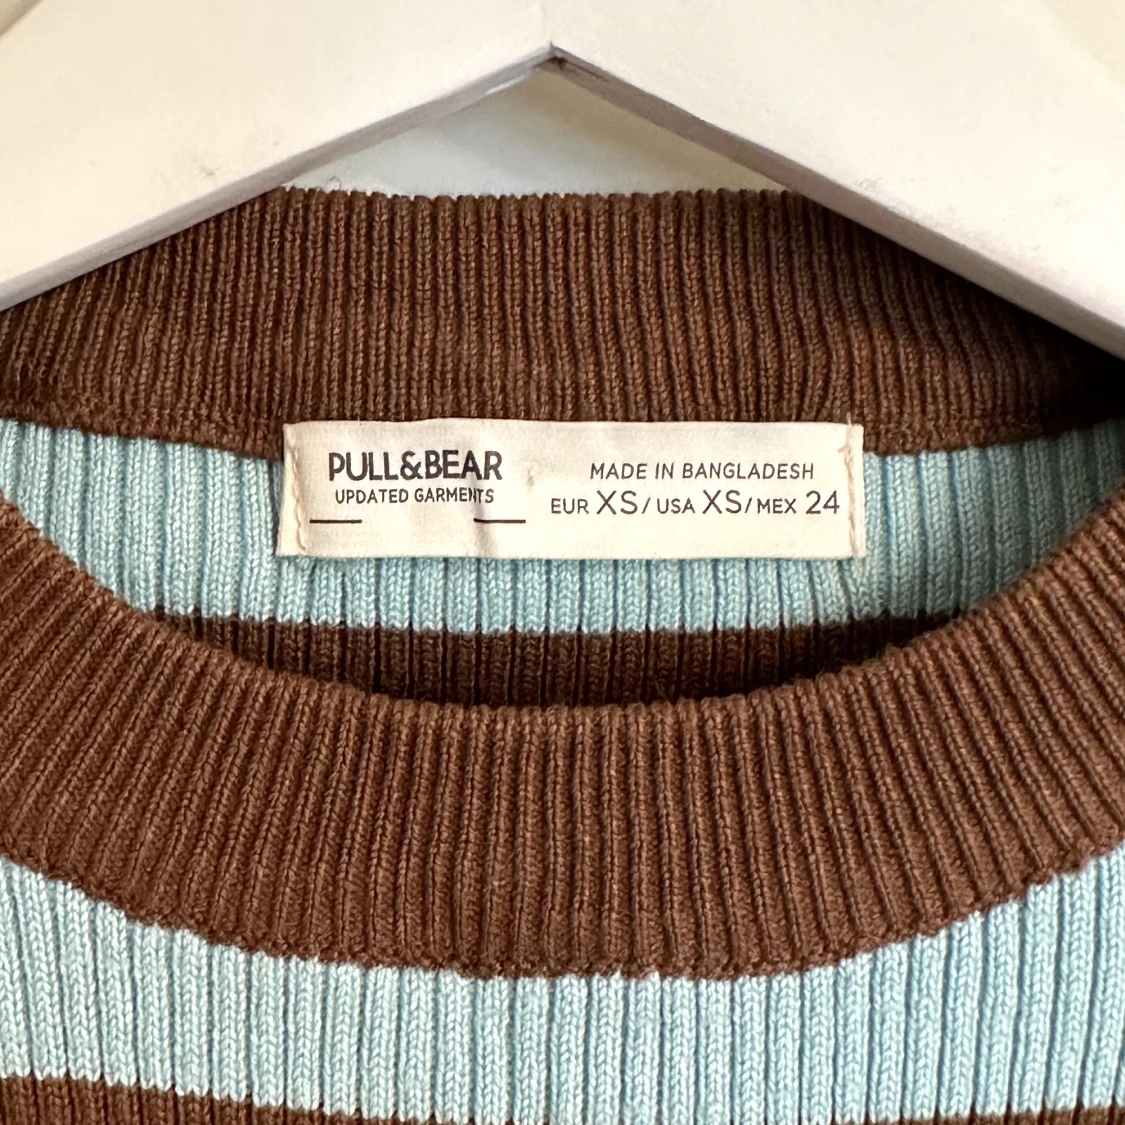 PULL&BEAR
UPDATED GARMENTS
MADE IN BANGLADESH
EUR XS/USA XS/MEX 24